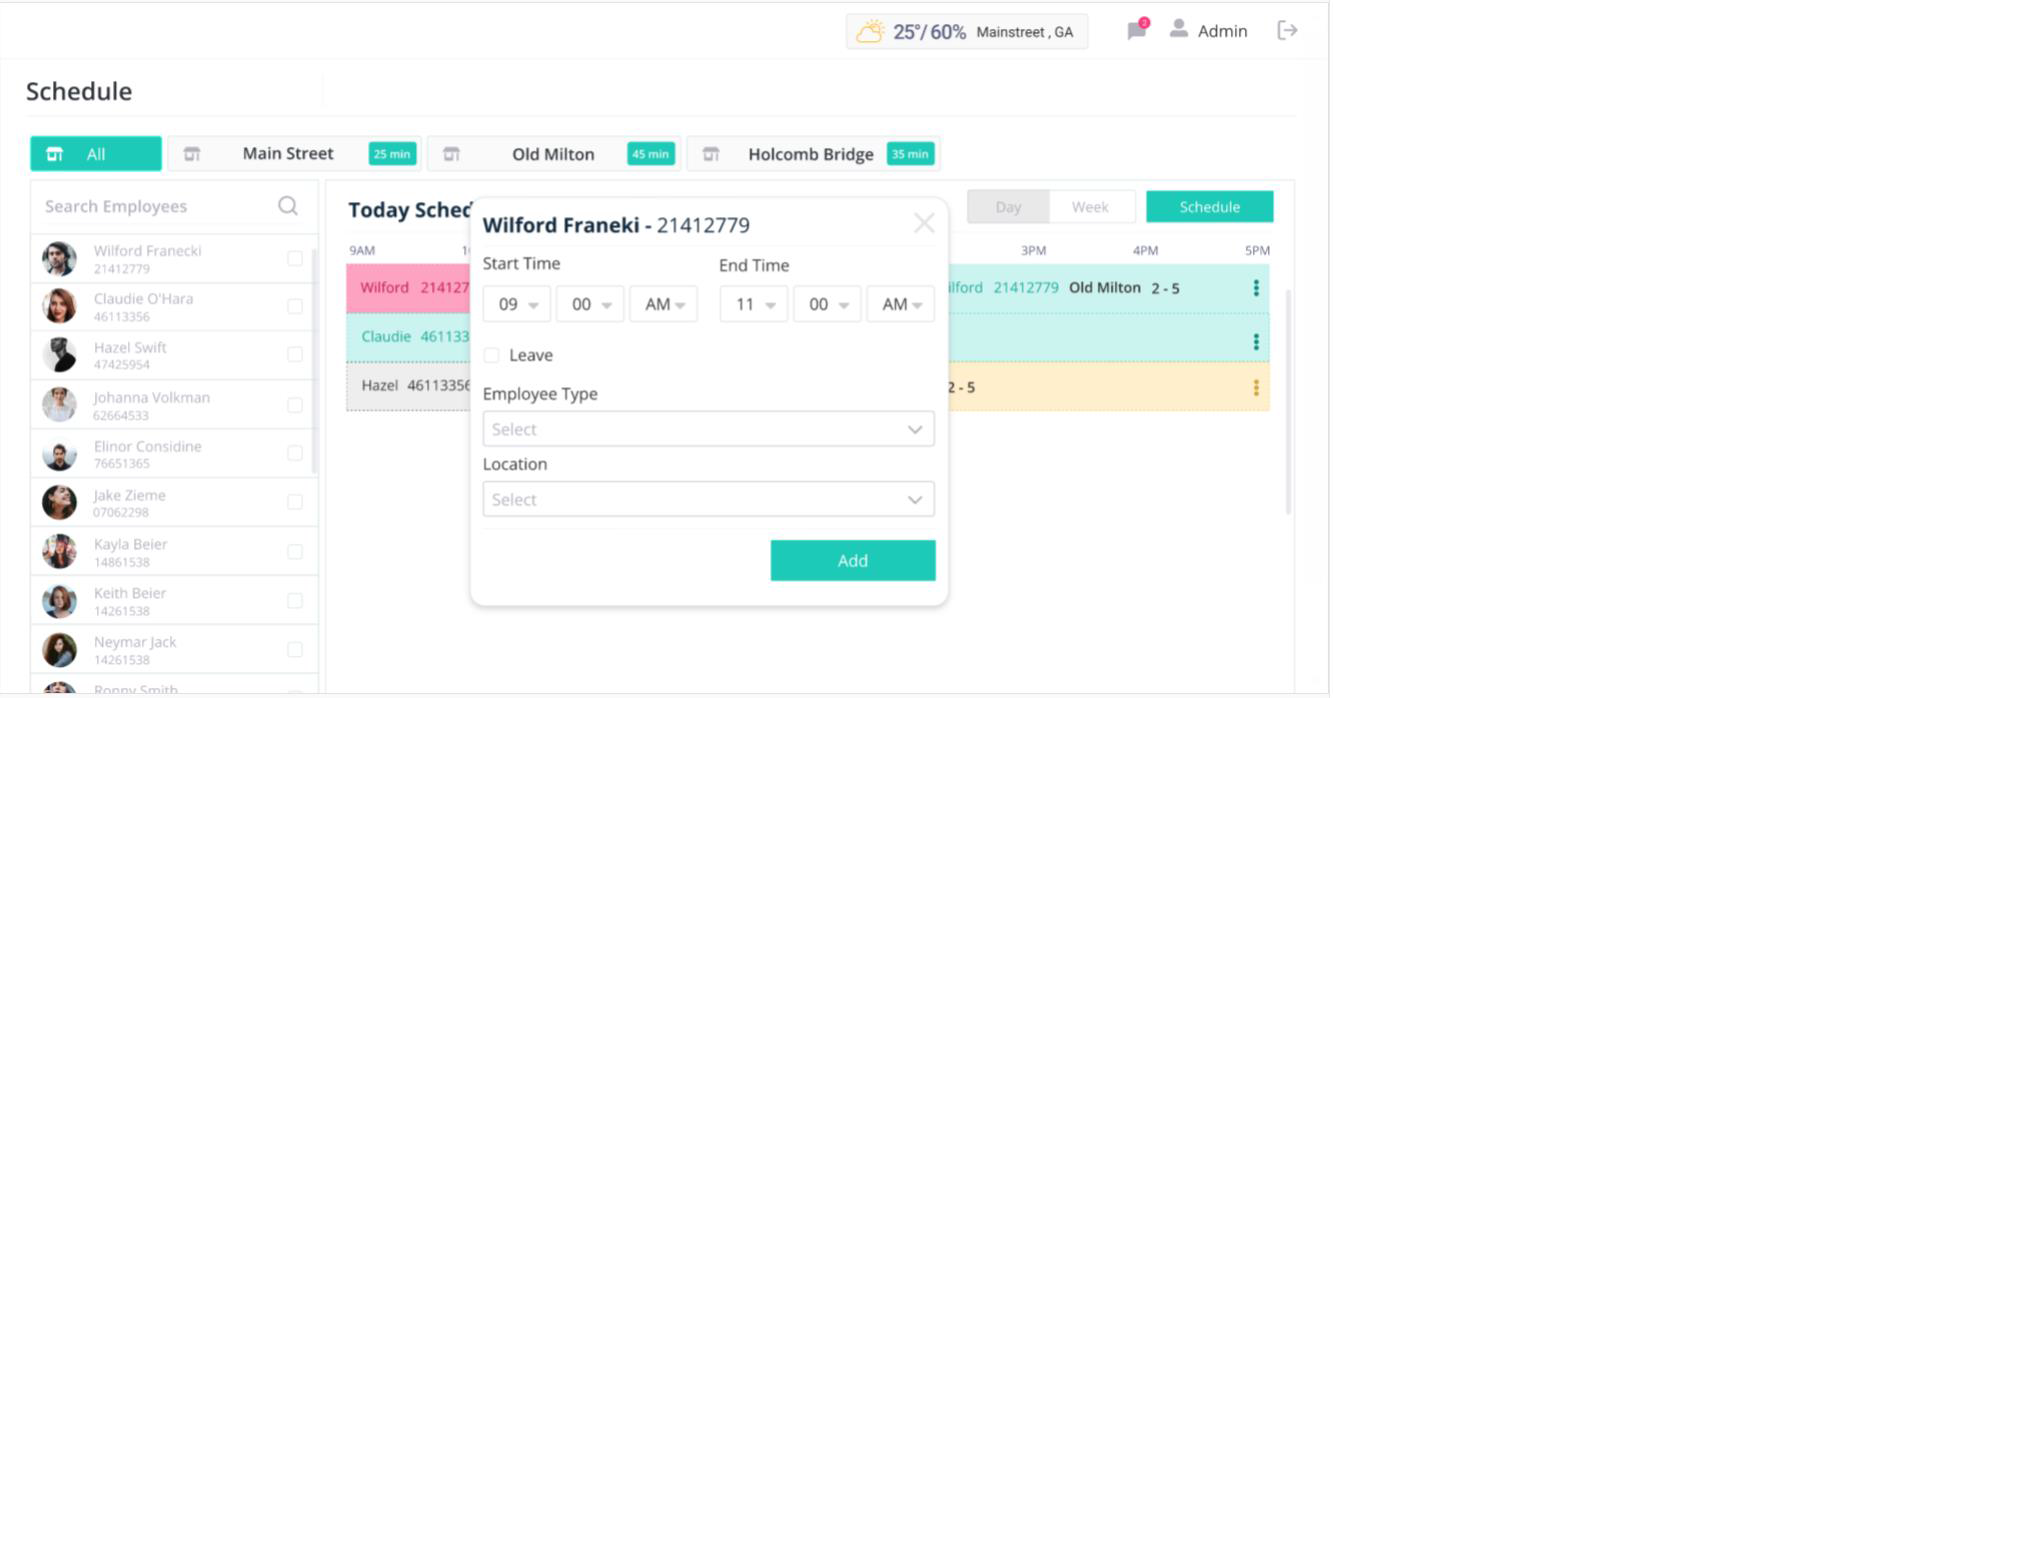 25°/60% Mainstreet , GA
2
Admin
Schedule
All
Main Street 25 min
Old Milton 45 min
Holcomb Bridge 35 min
Search Employees
Wilford Franecki
21412779
Claudie O'Hara
46113356
Hazel Swift
47425954
Johanna Volkman
62664533
Elinor Considine
76651365
Jake Zieme
07062298
Kayla Beier
14861538
Keith Beier
14261538
Neymar Jack
14261538
Ronny Smith
Today Sched
Day Week Schedule
9AM 3PM 4PM 5PM
Wilford 214127
ilford 21412779 Old Milton 2 - 5
Claudie 461133
Hazel 46113356
2 - 5
Wilford Franeki - 21412779
Start Time End Time
09 00 AM 11 00 AM
Leave
Employee Type
Select
Location
Select
Add